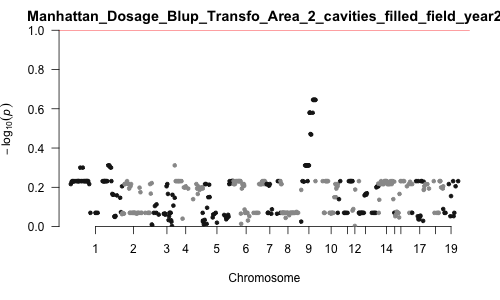 Manhattan_Dosage_Blup_Transfo_Area_2_cavities_filled_field_year2
1.0
0.8
0.6
0.4
0.2
0.0
− log₁₀(p)
1 2 3 4 5 6 7 8 9 10 12 14 17 19
Chromosome